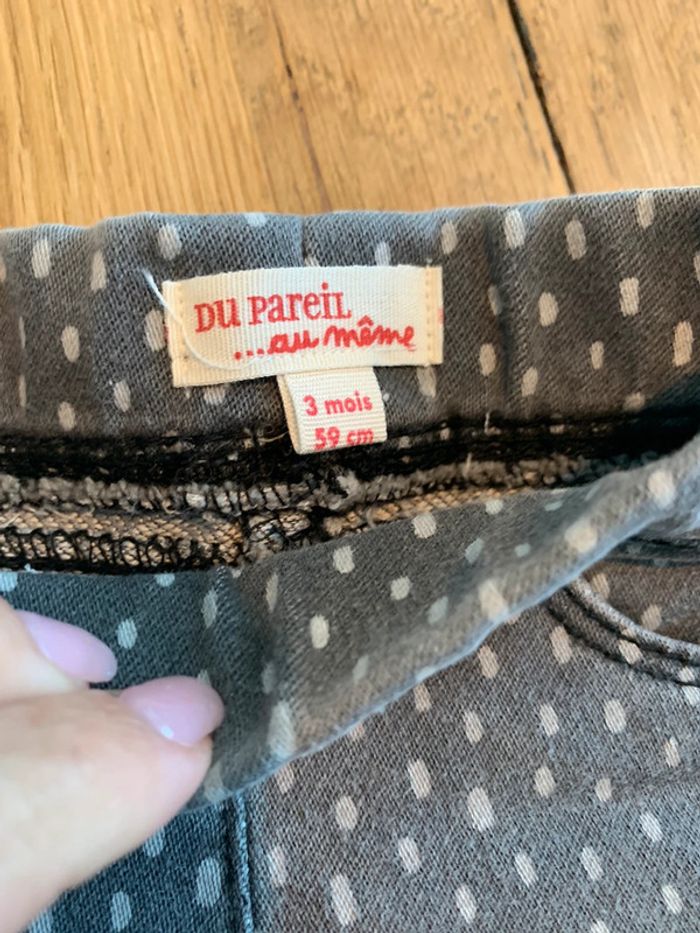 DU PAREIL
...au même
3 mois
59 cm